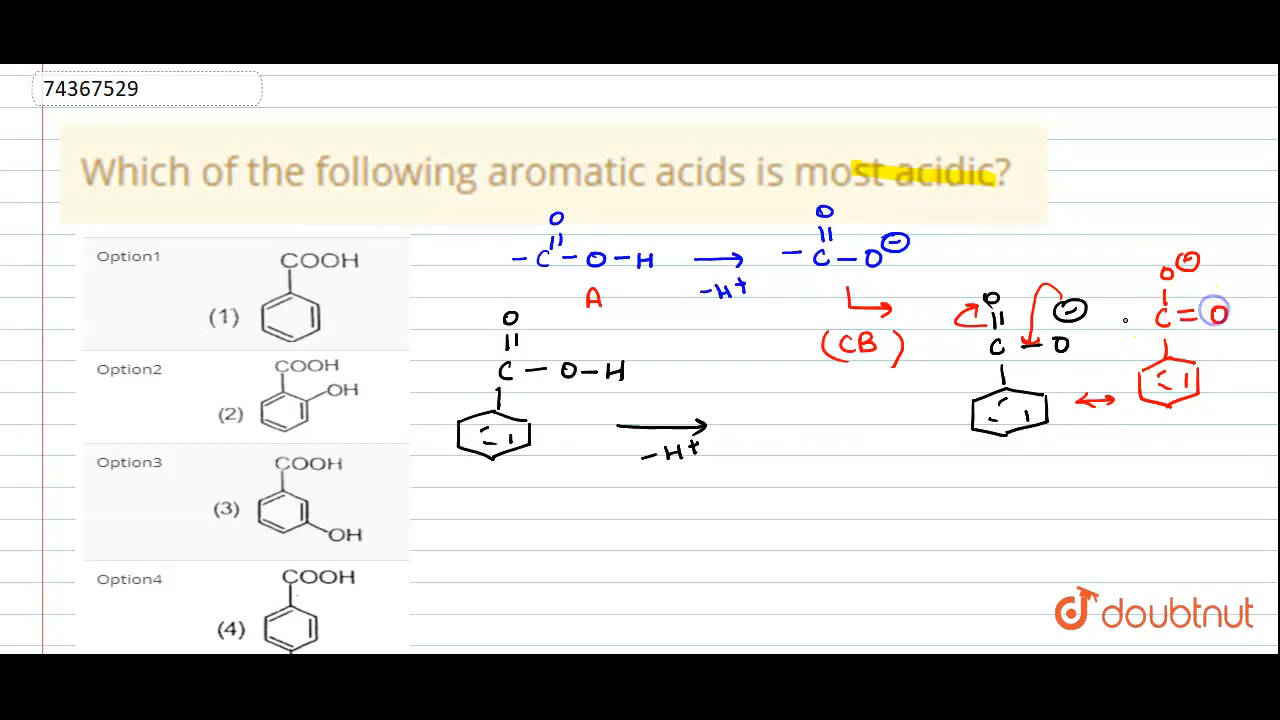 74367529
Which of the following aromatic acids is most acidic?
Option1
COOH
(1)
Option2
COOH
OH
(2)
Option3
COOH
(3)
OH
Option4
COOH
(4)
O
- C - O - H
-H+
A
O
- C - O -
(CB)
O
C - O - H
-H+
O
C - O
-
O -
C = O
doubtnut